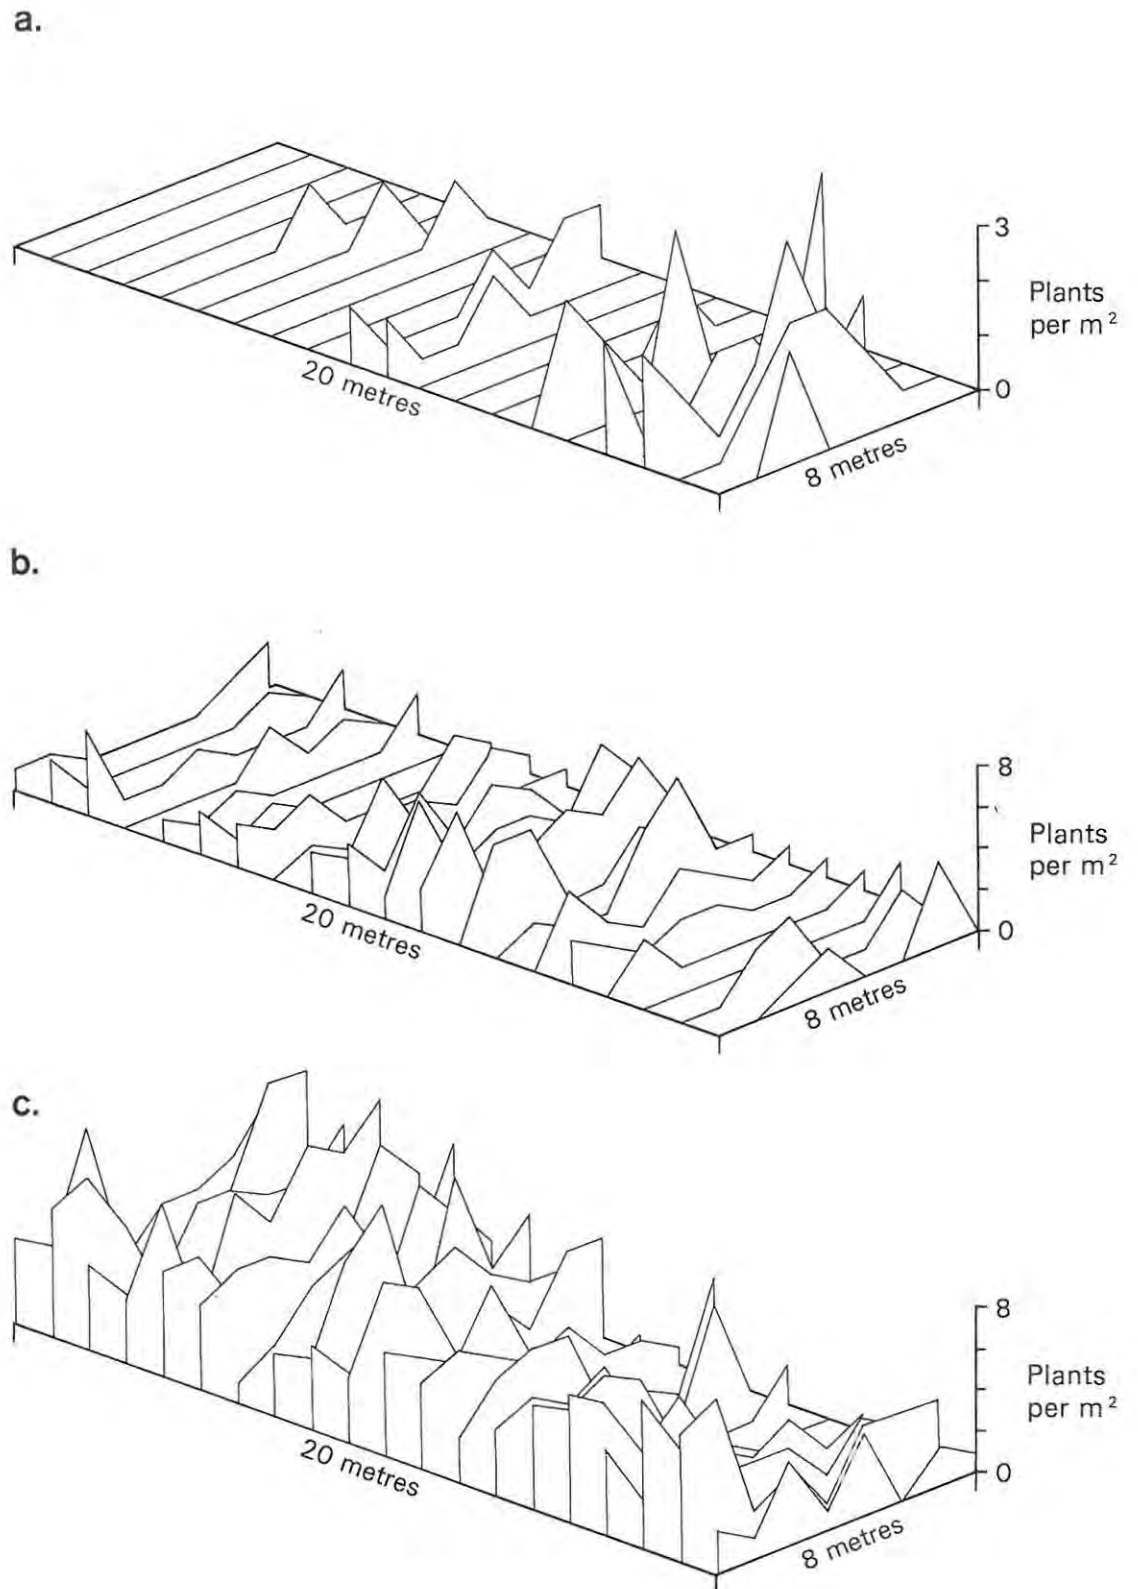 a.
3
Plants
per m²
0
20 metres
8 metres
b.
8
Plants
per m²
0
20 metres
8 metres
c.
8
Plants
per m²
0
20 metres
8 metres